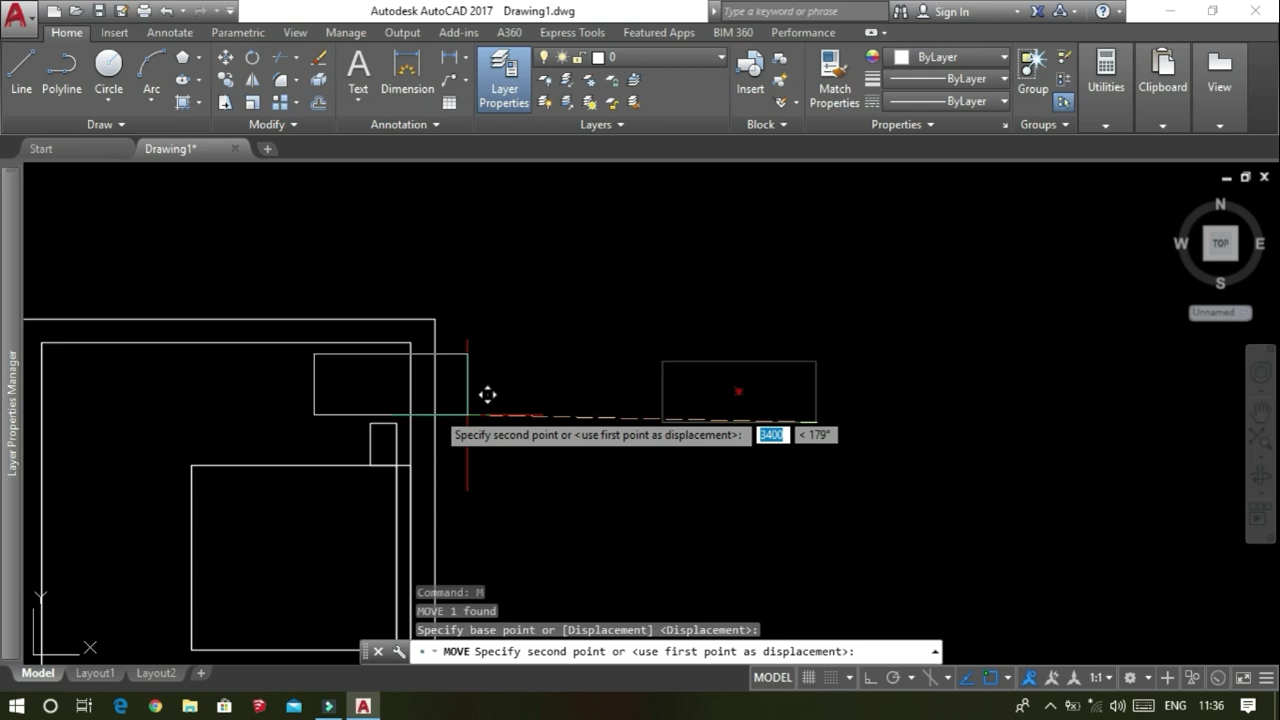 Autodesk AutoCAD 2017 Drawing1.dwg
Type a keyword or phrase
Sign In
Home Insert Annotate Parametric View Manage Output Add-ins A360 Express Tools Featured Apps BIM 360 Performance
Line Polyline Circle Arc
Text Dimension
Layer Properties
0
Insert
Match Properties
ByLayer
ByLayer
ByLayer
Group
Utilities
Clipboard
View
Draw Modify Annotation Layers Block Properties Groups
Start Drawing1*
N
W TOP E
S
Unnamed
Layer Properties Manager
Specify second point or <use first point as displacement>: 3400 < 179°
Y
X
Command: M
MOVE 1 found
Specify base point or [Displacement] <Displacement>:
MOVE Specify second point or <use first point as displacement>:
Model Layout1 Layout2 +
MODEL 1:1
ENG 11:36